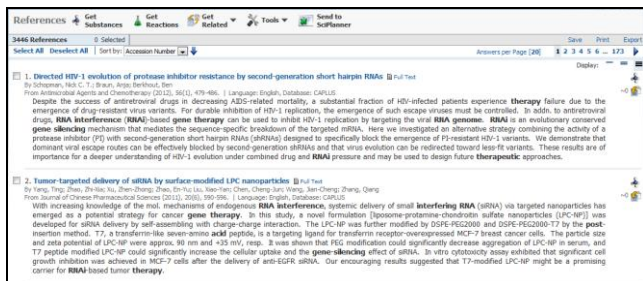 References Get Substances Get Reactions Get Related Tools Send to SciPlanner
3446 References 0 Selected Save Print Export
Select All Deselect All Sort by: Accession Number Answers per Page [20] 1 2 3 4 5 6 ... 173
Display:
1. Directed HIV-1 evolution of protease inhibitor resistance by second-generation short hairpin RNAs Full Text
By Schopman, Nick C. T.; Braun, Anja; Berkhout, Ben
From Antimicrobial Agents and Chemotherapy (2012), 56(1), 479-486. | Language: English, Database: CAPLUS
Despite the success of antiretroviral drugs in decreasing AIDS-related mortality, a substantial fraction of HIV-infected patients experience therapy failure due to the
emergence of drug-resistant virus variants. For durable inhibition of HIV-1 replication, the emergence of such escape viruses must be controlled. In addn. to antiretroviral
drugs, RNA interference (RNAi)-based gene therapy can be used to inhibit HIV-1 replication by targeting the viral RNA genome. RNAi is an evolutionary conserved
gene silencing mechanism that mediates the sequence-specific breakdown of the targeted mRNA. Here we investigated an alternative strategy combining the activity of a
protease inhibitor (PI) with second-generation short hairpin RNAs (shRNAs) designed to specifically block the emergence of PI-resistant HIV-1 variants. We demonstrate that
dominant viral escape routes can be effectively blocked by second-generation shRNAs and that virus evolution can be redirected toward less-fit variants. These results are of
importance for a deeper understanding of HIV-1 evolution under combined drug and RNAi pressure and may be used to design future therapeutic approaches.
2. Tumor-targeted delivery of siRNA by surface-modified LPC nanoparticles Full Text
By Yang, Ting; Zhao, Zhi-Xia; Xu, Zhen-Zhong; Zhao, En-Yu; Liu, Xiao-Yan; Chen, Cheng-Jun; Wang, Jian-Cheng; Zhang, Qiang
From Journal of Chinese Pharmaceutical Sciences (2011), 20(6), 590-596. | Language: English, Database: CAPLUS
With increasing knowledge of the mol. mechanisms of endogenous RNA interference, systemic delivery of small interfering RNA (siRNA) via targeted nanoparticles has
emerged as a potential strategy for cancer gene therapy. In this study, a novel formulation [liposome-protamine-chondroitin sulfate nanoparticles (LPC-NP)] was
developed for siRNA delivery by self-assembling with charge-charge interaction. The LPC-NP was further modified by DSPE-PEG2000 and DSPE-PEG2000-T7 by the post-
insertion method. T7, a transferrin-like seven-amino acid peptide, is a targeting ligand for transferrin receptor-overexpressed MCF-7 breast cancer cells. The particle size
and zeta potential of LPC-NP were approx. 90 nm and +35 mV, resp. It was shown that PEG modification could significantly decrease aggregation of LPC-NP in serum, and
T7 peptide modified LPC-NP could significantly increase the cellular uptake and the gene-silencing effect of siRNA. In vitro cytotoxicity assay exhibited that significant cell
growth inhibition was achieved in MCF-7 cells after the delivery of anti-EGFR siRNA. Our encouraging results suggested that T7-modified LPC-NP might be a promising
carrier for RNAi-based tumor therapy.